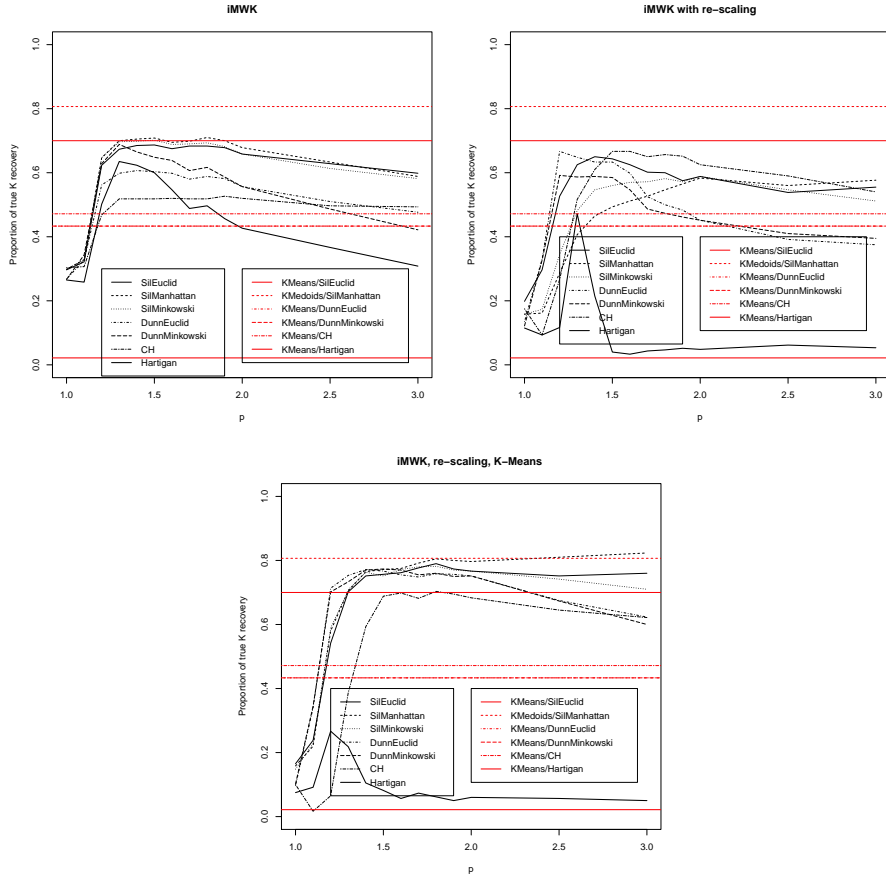 iMWK
Proportion of true K recovery
1.0
0.8
0.6
0.4
0.2
0.0
SilEuclid
SilManhattan
SilMinkowski
DunnEuclid
DunnMinkowski
CH
Hartigan
KMeans/SilEuclid
KMedoids/SilManhattan
KMeans/DunnEuclid
KMeans/DunnMinkowski
KMeans/CH
KMeans/Hartigan
1.0 1.5 2.0 2.5 3.0
p
iMWK with re−scaling
Proportion of true K recovery
1.0
0.8
0.6
0.4
0.2
0.0
SilEuclid
SilManhattan
SilMinkowski
DunnEuclid
DunnMinkowski
CH
Hartigan
KMeans/SilEuclid
KMedoids/SilManhattan
KMeans/DunnEuclid
KMeans/DunnMinkowski
KMeans/CH
KMeans/Hartigan
1.0 1.5 2.0 2.5 3.0
p
iMWK, re−scaling, K−Means
Proportion of true K recovery
1.0
0.8
0.6
0.4
0.2
0.0
SilEuclid
SilManhattan
SilMinkowski
DunnEuclid
DunnMinkowski
CH
Hartigan
KMeans/SilEuclid
KMedoids/SilManhattan
KMeans/DunnEuclid
KMeans/DunnMinkowski
KMeans/CH
KMeans/Hartigan
1.0 1.5 2.0 2.5 3.0
p